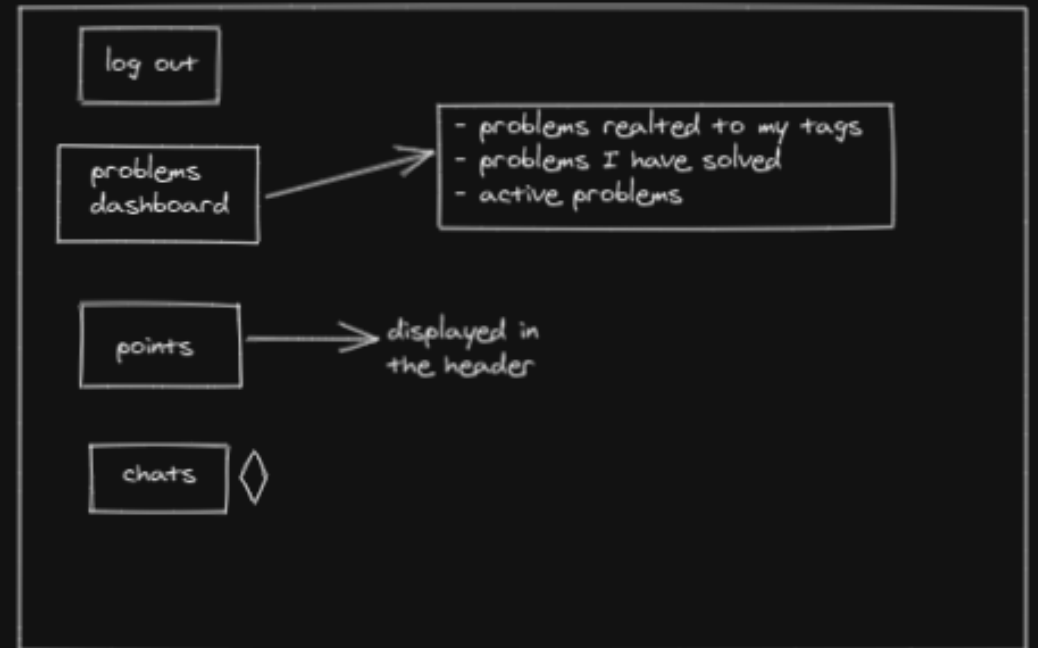 log out
problems
dashboard
- problems realted to my tags
- problems I have solved
- active problems
points
displayed in
the header
chats